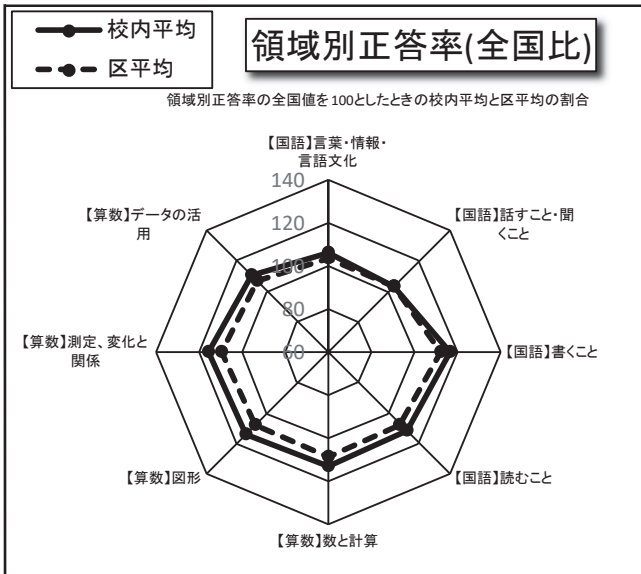 校内平均
区平均
領域別正答率(全国比)
領域別正答率の全国値を100としたときの校内平均と区平均の割合
【国語】言葉・情報・
言語文化
【国語】話すこと・聞
くこと
【国語】書くこと
【国語】読むこと
【算数】数と計算
【算数】図形
【算数】測定、変化と
関係
【算数】データの活
用
140
120
100
80
60